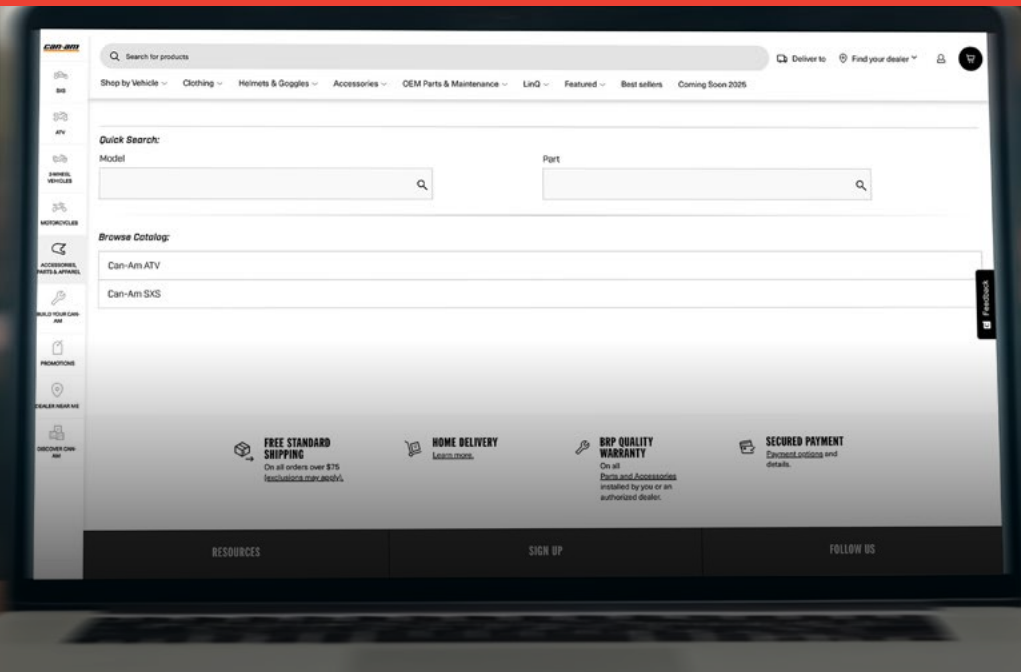 can-am
Search for products
Deliver to
Find your dealer
Shop by Vehicle
Clothing
Helmets & Goggles
Accessories
OEM Parts & Maintenance
LinQ
Featured
Best sellers
Coming Soon 2025
SXS
ATV
3-WHEEL
VEHICLES
MOTORCYCLES
ACCESSORIES,
PARTS & APPAREL
BUILD YOUR CAN-
AM
PROMOTIONS
DEALER NEAR ME
DISCOVER CAN-
AM
Quick Search:
Model
Part
Browse Catalog:
Can-Am ATV
Can-Am SXS
Feedback
FREE STANDARD
SHIPPING
On all orders over $75
(exclusions may apply).
HOME DELIVERY
Learn more.
BRP QUALITY
WARRANTY
On all
Parts and Accessories
installed by you or an
authorized dealer.
SECURED PAYMENT
Payment options and
details.
RESOURCES
SIGN UP
FOLLOW US